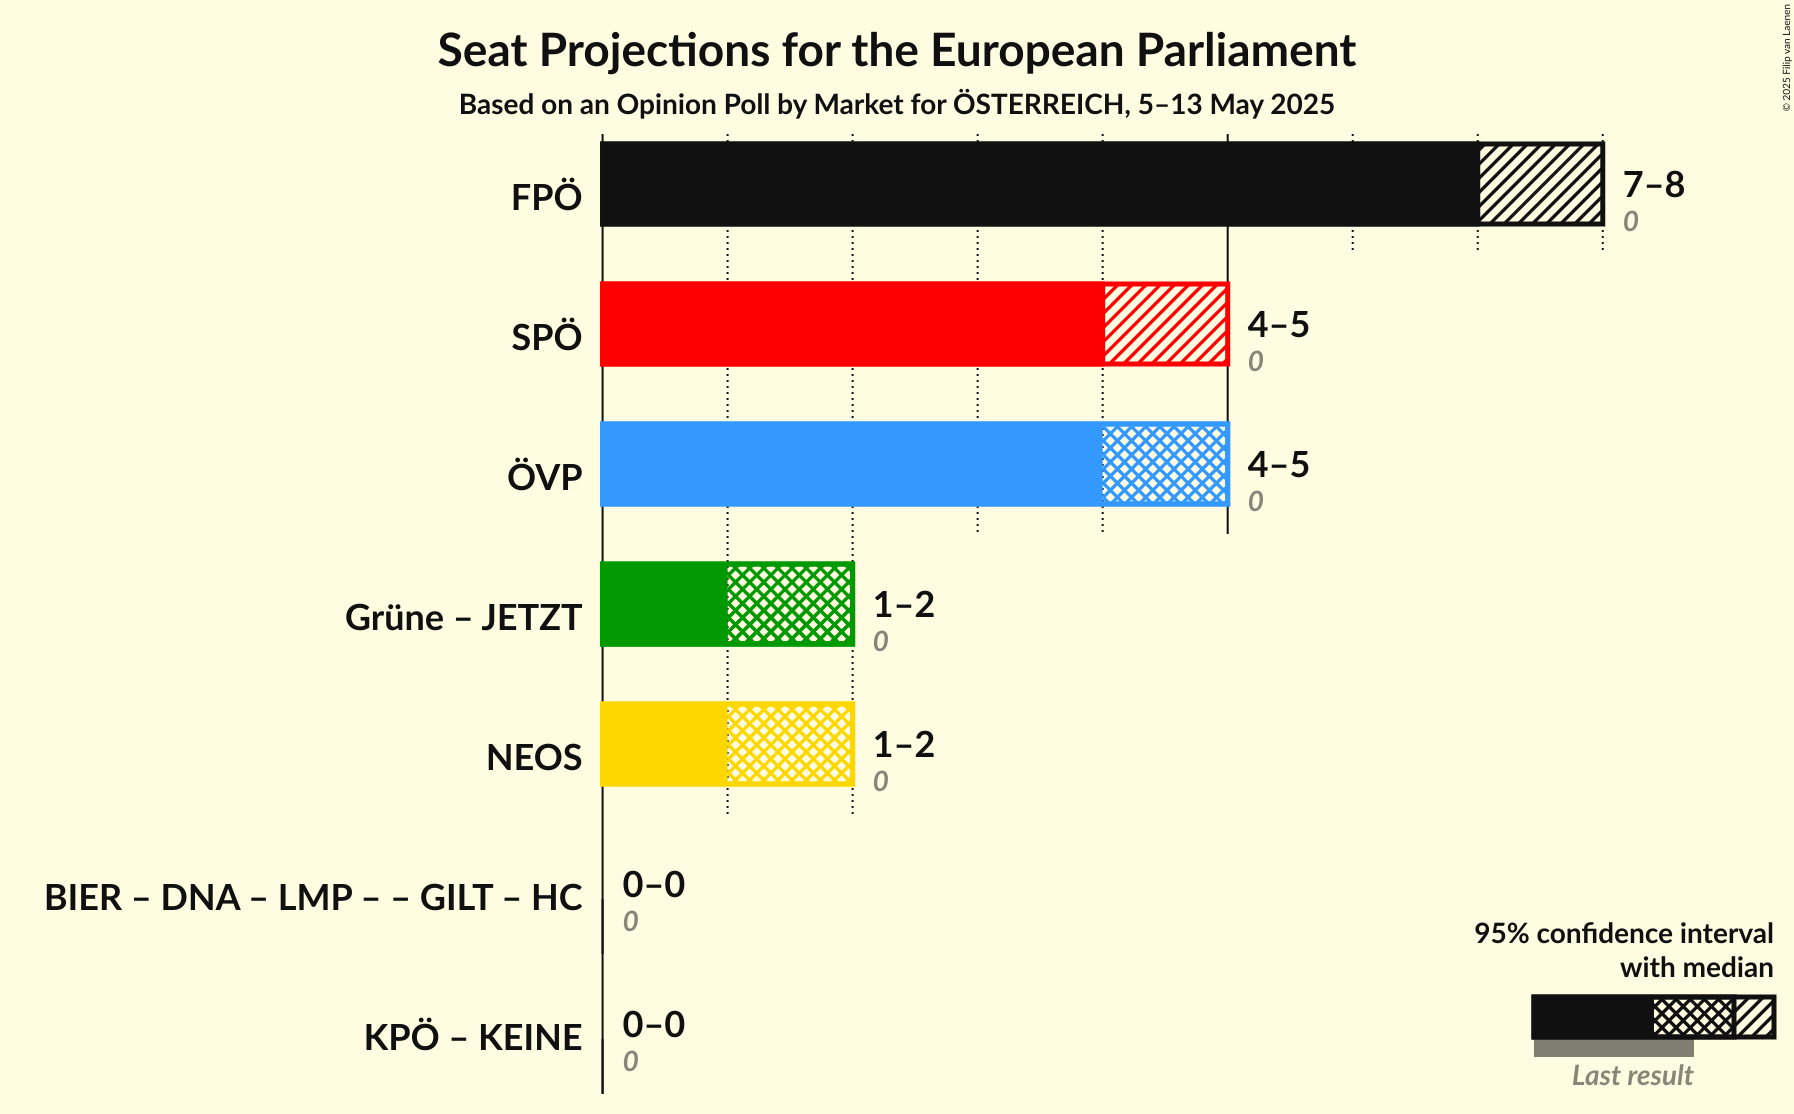 Seat Projections for the European Parliament
Based on an Opinion Poll by Market for ÖSTERREICH, 5–13 May 2025
© 2025 Filip van Laenen
FPÖ
7–8
0
SPÖ
4–5
0
ÖVP
4–5
0
Grüne – JETZT
1–2
0
NEOS
1–2
0
BIER – DNA – LMP – – GILT – HC
0–0
0
KPÖ – KEINE
0–0
0
95% confidence interval
with median
Last result